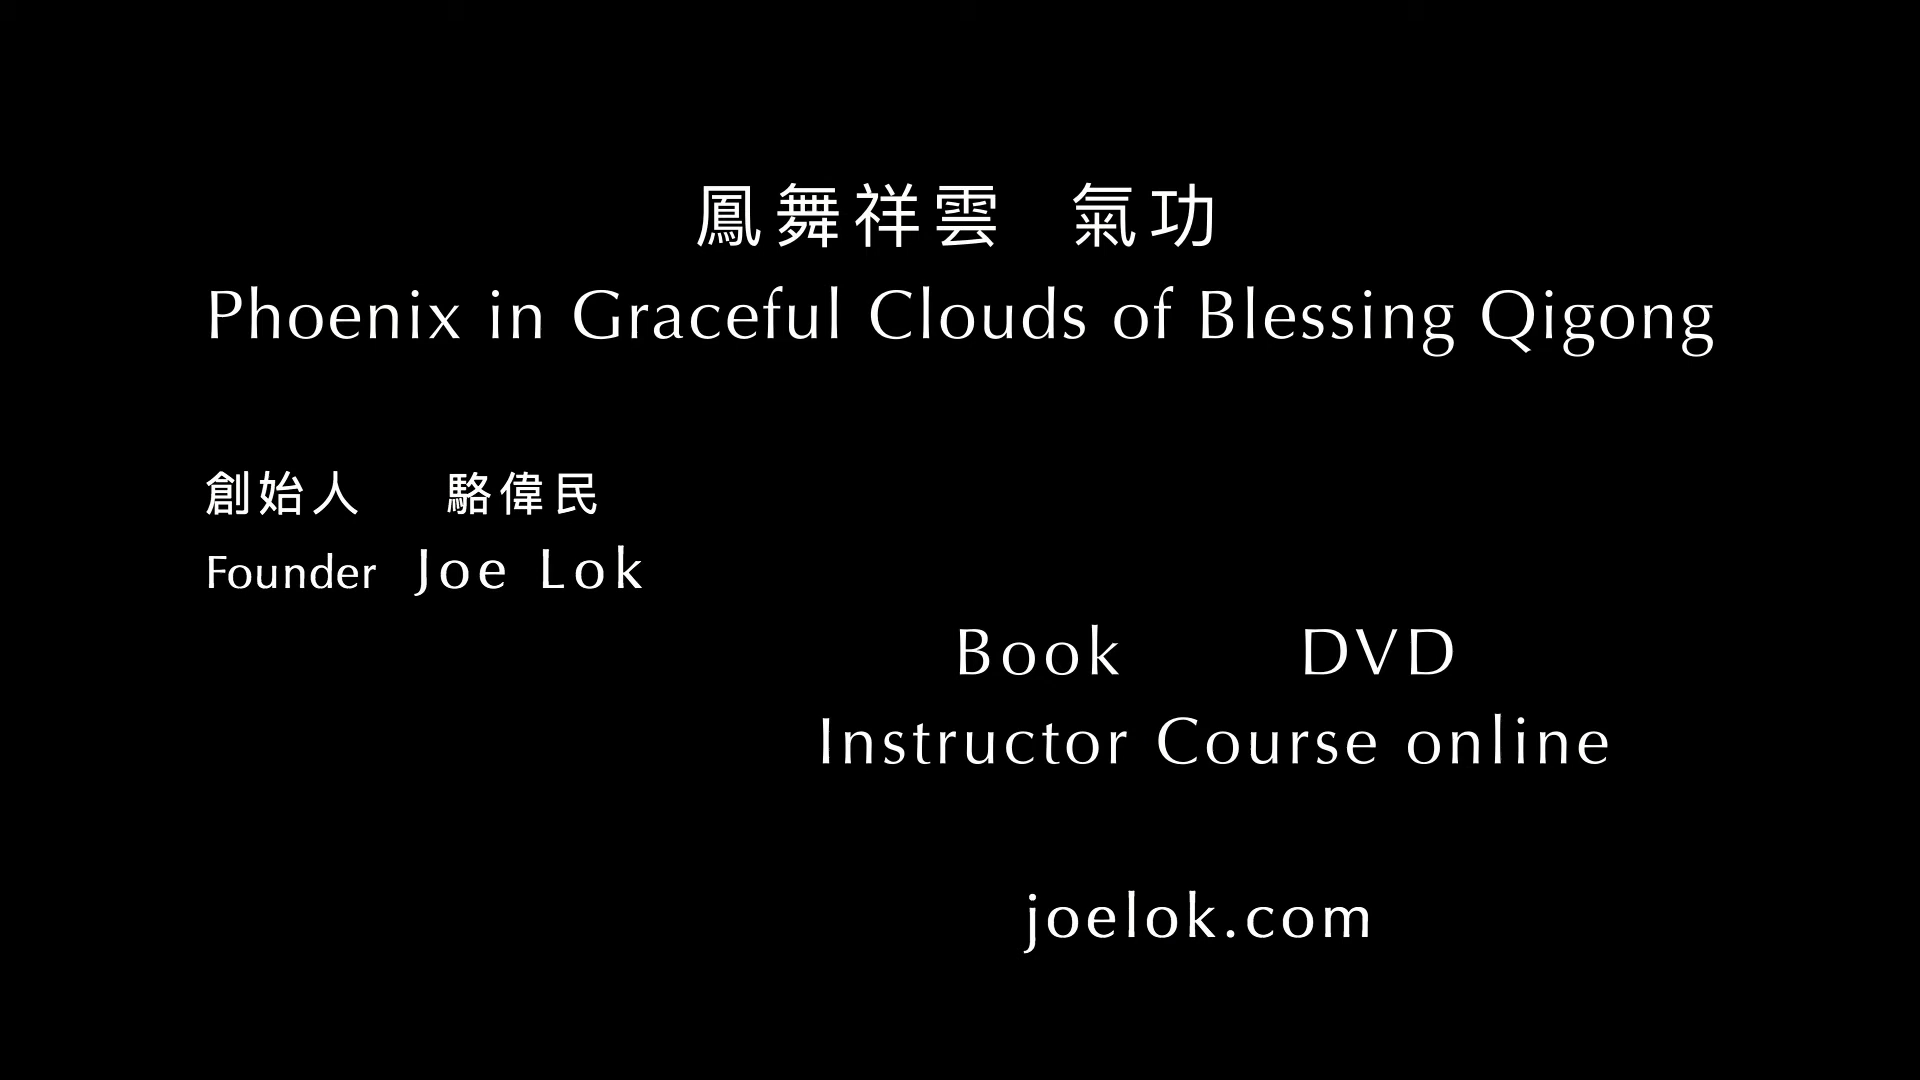 鳳舞祥雲 氣功
Phoenix in Graceful Clouds of Blessing Qigong
創始人 駱偉民
Founder Joe Lok
Book DVD
Instructor Course online
joelok.com